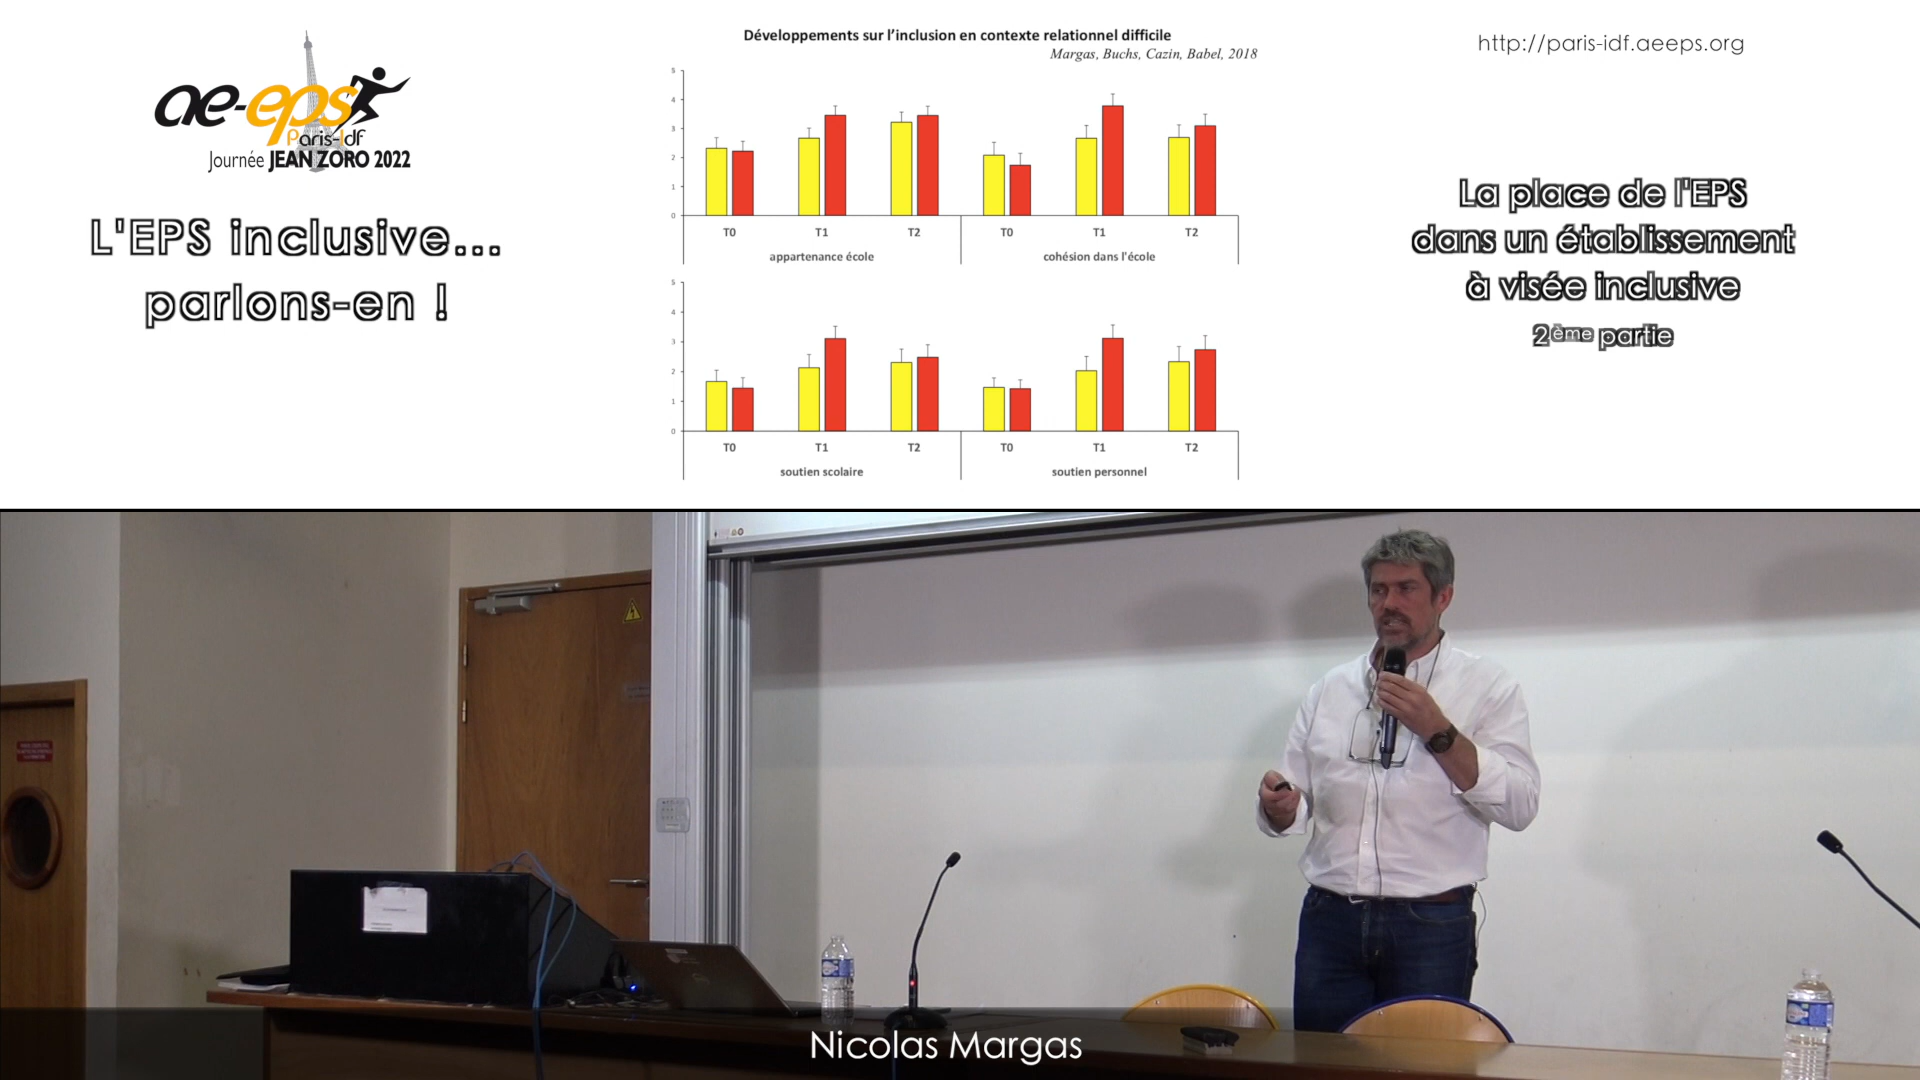 ae-eps
Paris-Idf
Journée JEAN ZORO 2022
L'EPS inclusive...
parlons-en !
Développements sur l'inclusion en contexte relationnel difficile
Margas, Buchs, Cazin, Babel, 2018
5
4
3
2
1
0
T0 T1 T2 T0 T1 T2
appartenance école cohésion dans l'école
5
4
3
2
1
0
T0 T1 T2 T0 T1 T2
soutien scolaire soutien personnel
http://paris-idf.aeeps.org
La place de l'EPS
dans un établissement
à visée inclusive
2ème partie
Nicolas Margas